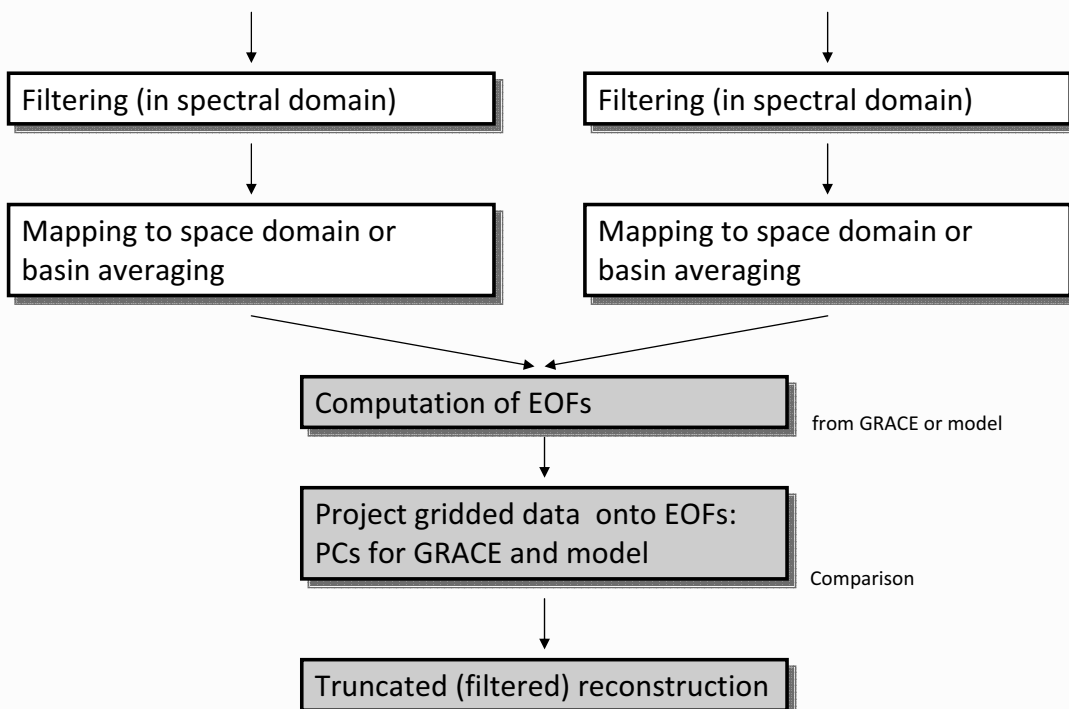 Filtering (in spectral domain)
Filtering (in spectral domain)
Mapping to space domain or
basin averaging
Mapping to space domain or
basin averaging
Computation of EOFs
from GRACE or model
Project gridded data  onto EOFs:
PCs for GRACE and model
Comparison
Truncated (filtered) reconstruction